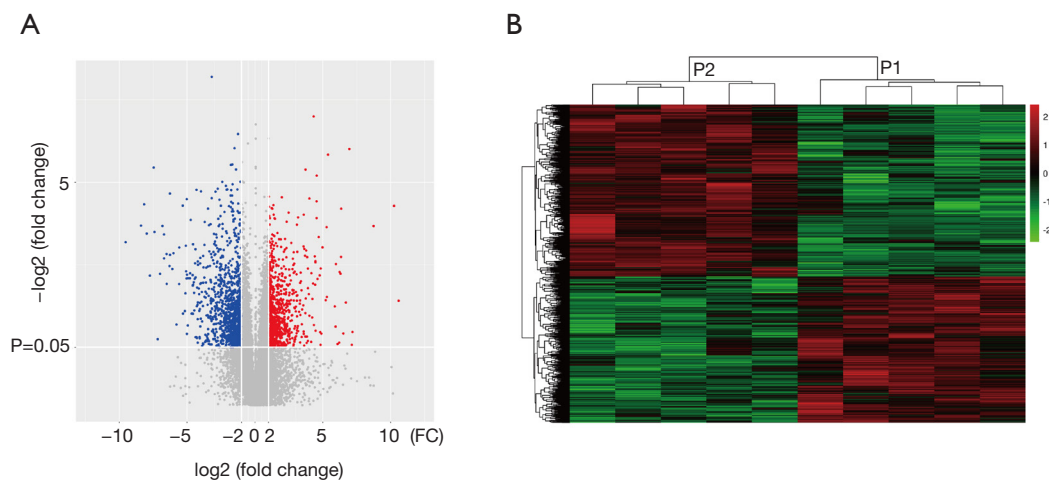 A
−log2 (fold change)
5
P=0.05
−10 −5 −2 0 2 5 10 (FC)
log2 (fold change)
B
P2 P1
2
1
0
-1
-2